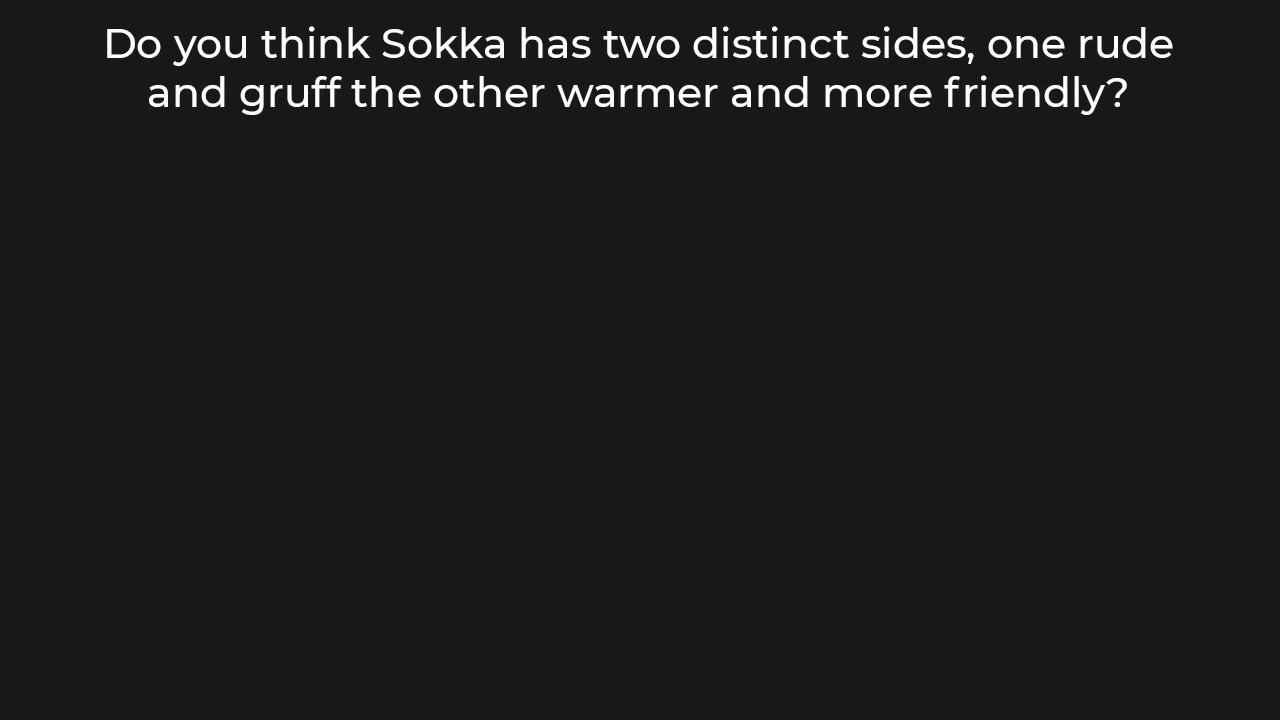 Do you think Sokka has two distinct sides, one rude
and gruff the other warmer and more friendly?